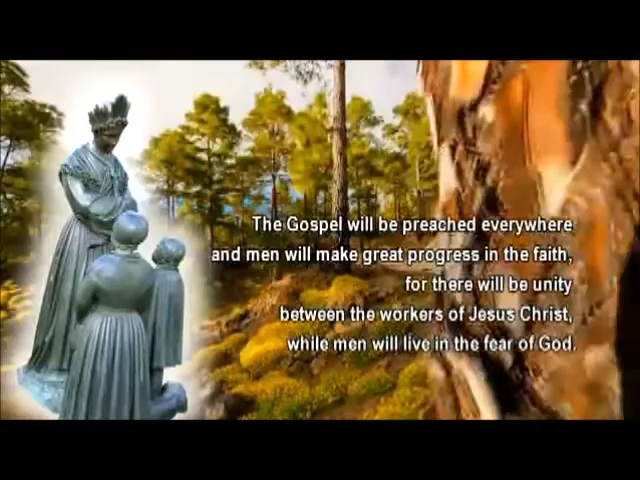 The Gospel will be preached everywhere
and men will make great progress in the faith,
for there will be unity
between the workers of Jesus Christ,
while men will live in the fear of God.